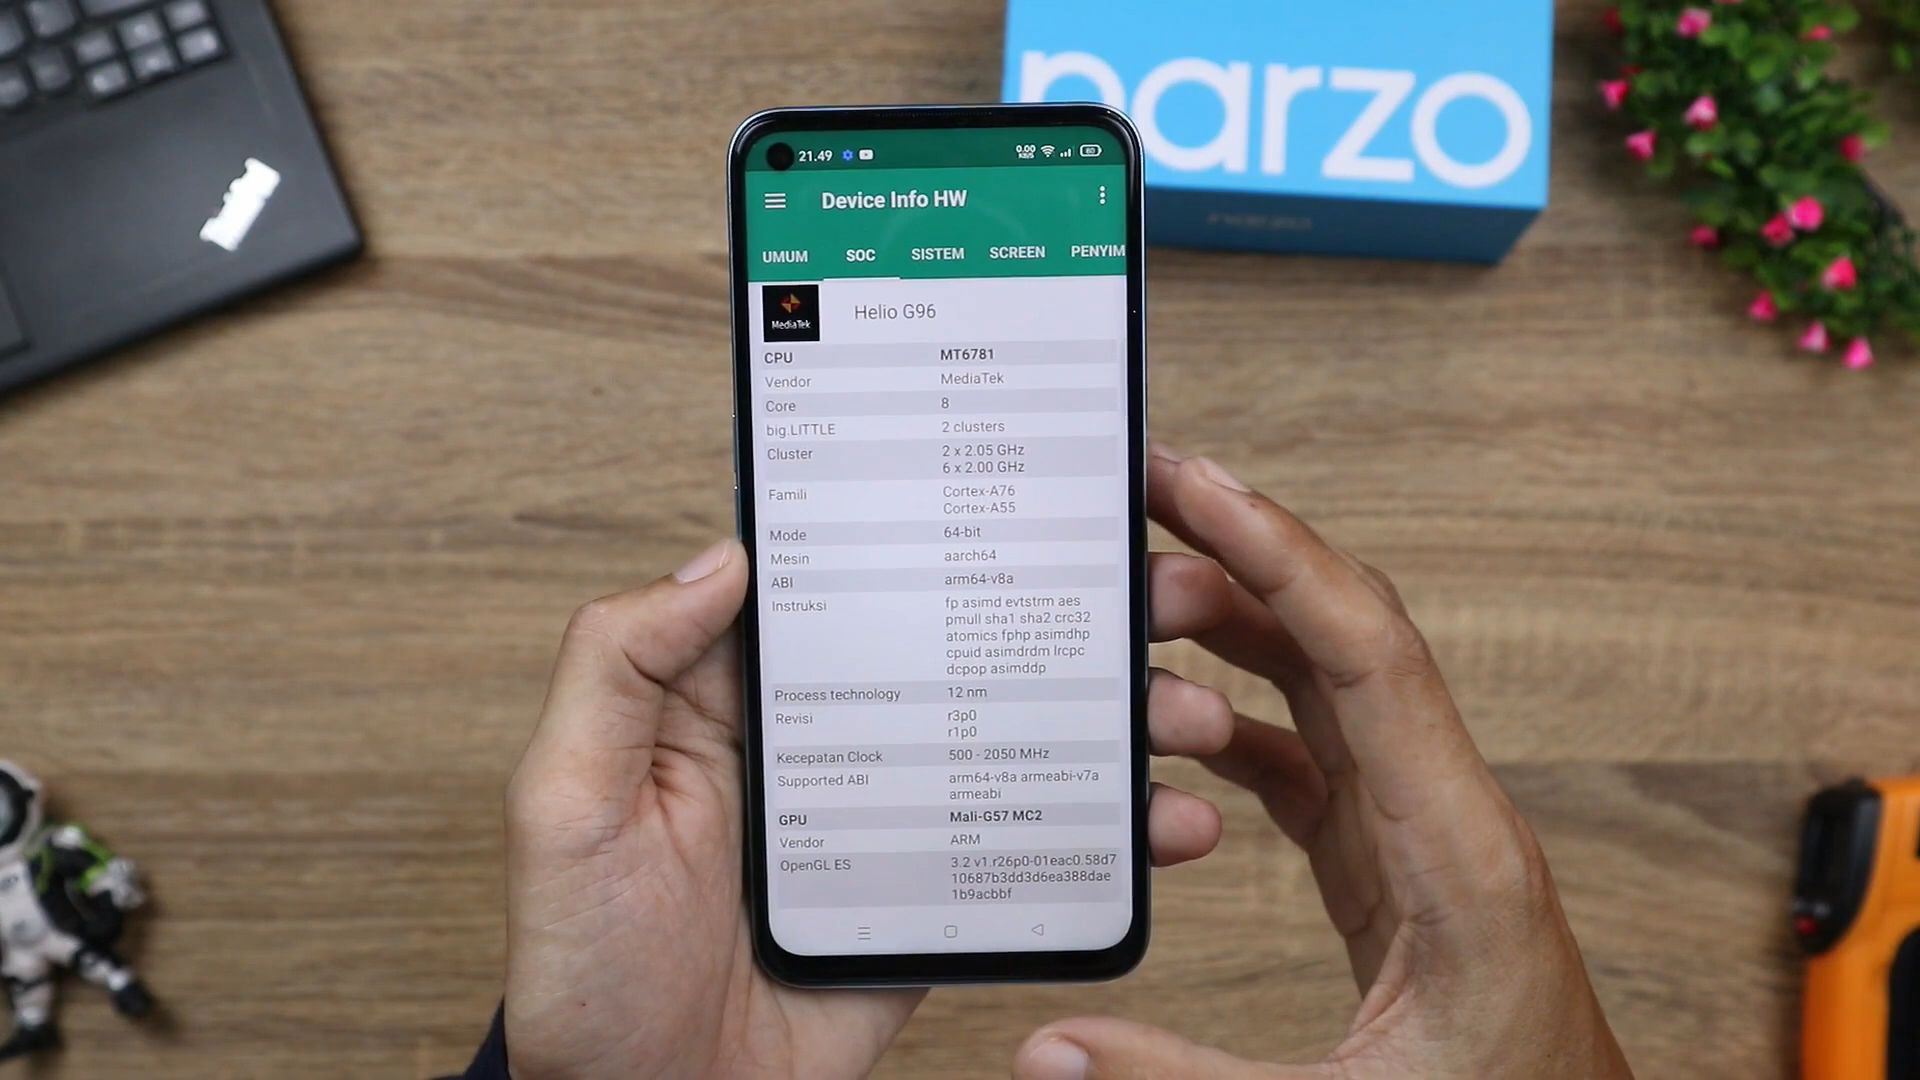 narzo
21.49
0.00
KB/S
60
Device Info HW
UMUM SOC SISTEM SCREEN PENYIM
MediaTek
Helio G96
CPU MT6781
Vendor MediaTek
Core 8
big.LITTLE 2 clusters
Cluster 2 x 2.05 GHz
6 x 2.00 GHz
Famili Cortex-A76
Cortex-A55
Mode 64-bit
Mesin aarch64
ABI arm64-v8a
Instruksi fp asimd evtstrm aes
pmull sha1 sha2 crc32
atomics fphp asimdhp
cpuid asimdrdm lrcpc
dcpop asimddp
Process technology 12 nm
Revisi r3p0
r1p0
Kecepatan Clock 500 - 2050 MHz
Supported ABI arm64-v8a armeabi-v7a
armeabi
GPU Mali-G57 MC2
Vendor ARM
OpenGL ES 3.2 v1.r26p0-01eac0.58d7
10687b3dd3d6ea388dae
1b9acbbf